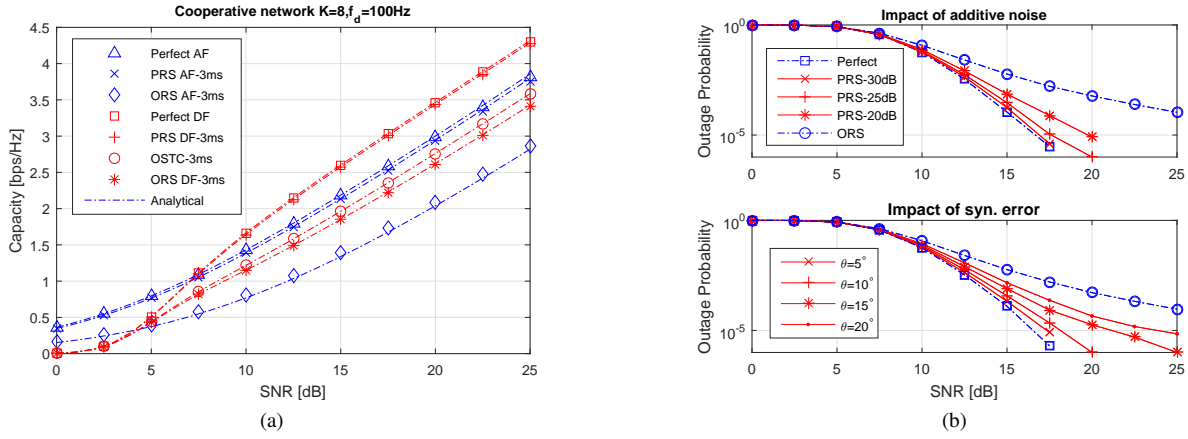 Cooperative network K=8,f_d=100Hz
4.5
4
3.5
3
2.5
2
1.5
1
0.5
0
Capacity [bps/Hz]
Perfect AF
PRS AF-3ms
ORS AF-3ms
Perfect DF
PRS DF-3ms
OSTC-3ms
ORS DF-3ms
Analytical
0 5 10 15 20 25
SNR [dB]
(a)
Impact of additive noise
10^0
10^-5
Outage Probability
Perfect
PRS-30dB
PRS-25dB
PRS-20dB
ORS
0 5 10 15 20 25
Impact of syn. error
10^0
10^-5
Outage Probability
θ=5°
θ=10°
θ=15°
θ=20°
0 5 10 15 20 25
SNR [dB]
(b)